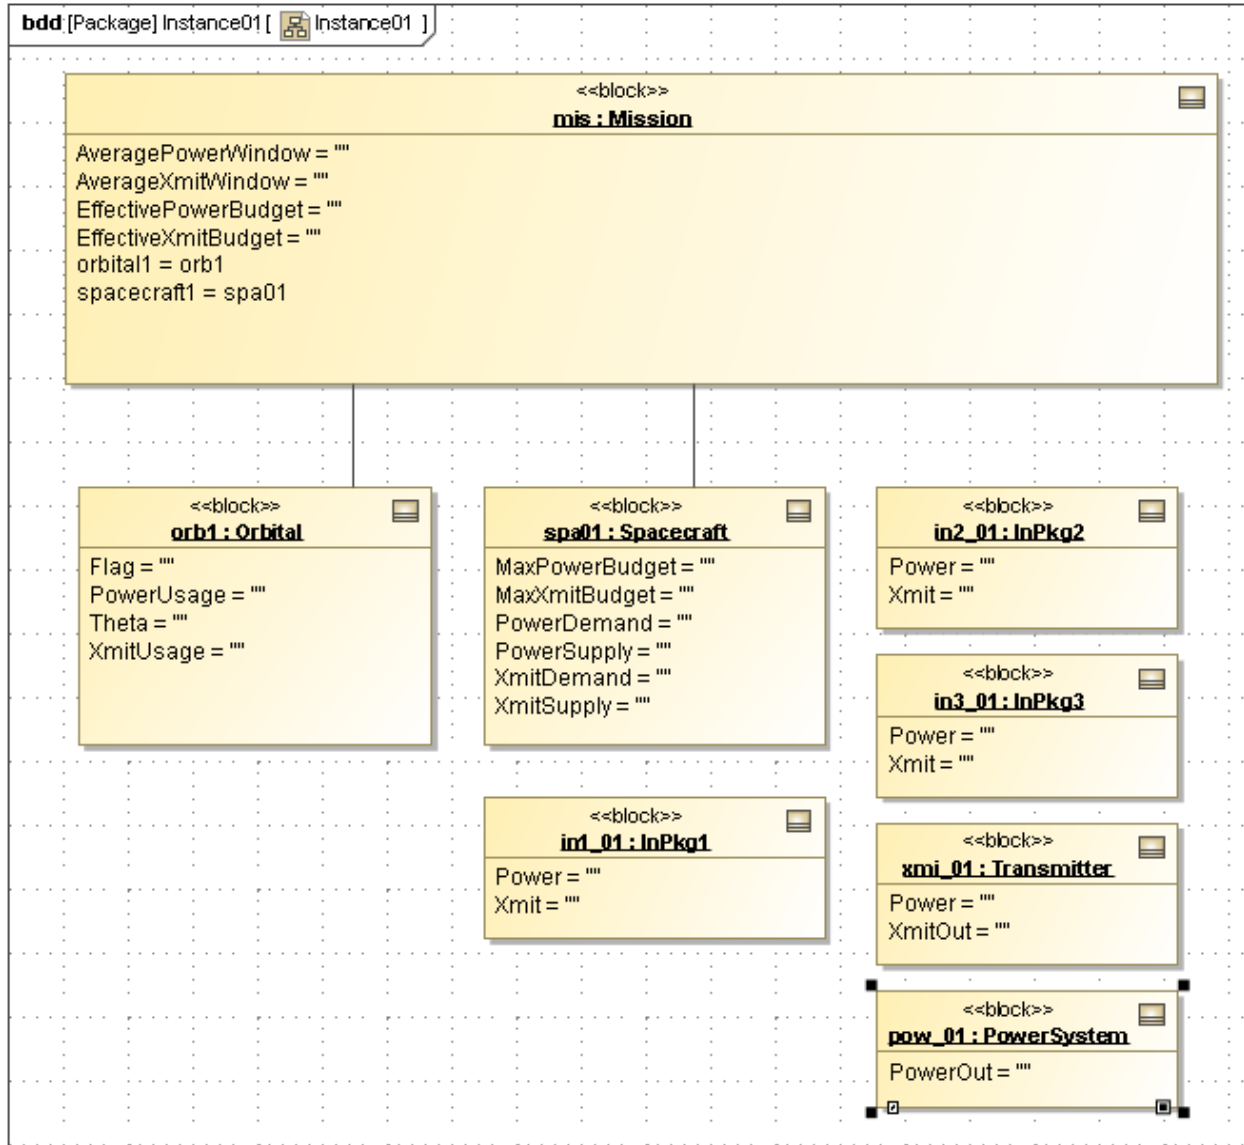 bdd [Package] Instance01 [ Instance01 ]
<<block>>
mis : Mission
AveragePowerWindow = ""
AverageXmitWindow = ""
EffectivePowerBudget = ""
EffectiveXmitBudget = ""
orbital1 = orb1
spacecraft1 = spa01
<<block>>
orb1 : Orbital
Flag = ""
PowerUsage = ""
Theta = ""
XmitUsage = ""
<<block>>
spa01 : Spacecraft
MaxPowerBudget = ""
MaxXmitBudget = ""
PowerDemand = ""
PowerSupply = ""
XmitDemand = ""
XmitSupply = ""
<<block>>
in1_01 : InPkg1
Power = ""
Xmit = ""
<<block>>
in2_01 : InPkg2
Power = ""
Xmit = ""
<<block>>
in3_01 : InPkg3
Power = ""
Xmit = ""
<<block>>
xmi_01 : Transmitter
Power = ""
XmitOut = ""
<<block>>
pow_01 : PowerSystem
PowerOut = ""